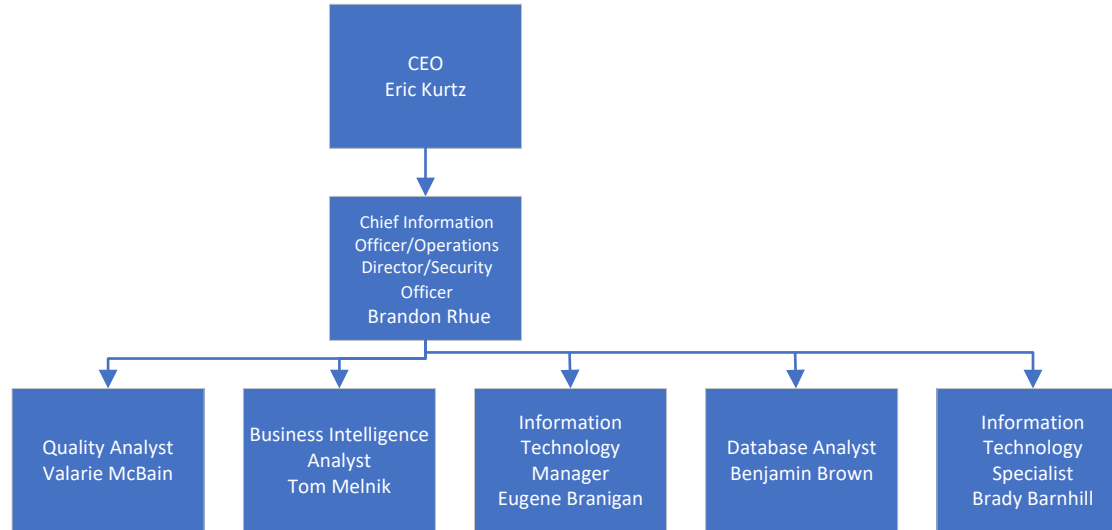 CEO
Eric Kurtz
Chief Information
Officer/Operations
Director/Security
Officer
Brandon Rhue
Quality Analyst
Valarie McBain
Business Intelligence
Analyst
Tom Melnik
Information
Technology
Manager
Eugene Branigan
Database Analyst
Benjamin Brown
Information
Technology
Specialist
Brady Barnhill